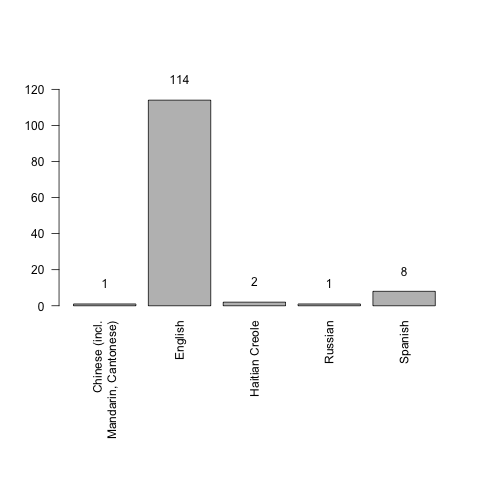 114
120
100
80
60
40
20
0
1
2
1
8
Chinese (incl.
Mandarin, Cantonese)
English
Haitian Creole
Russian
Spanish